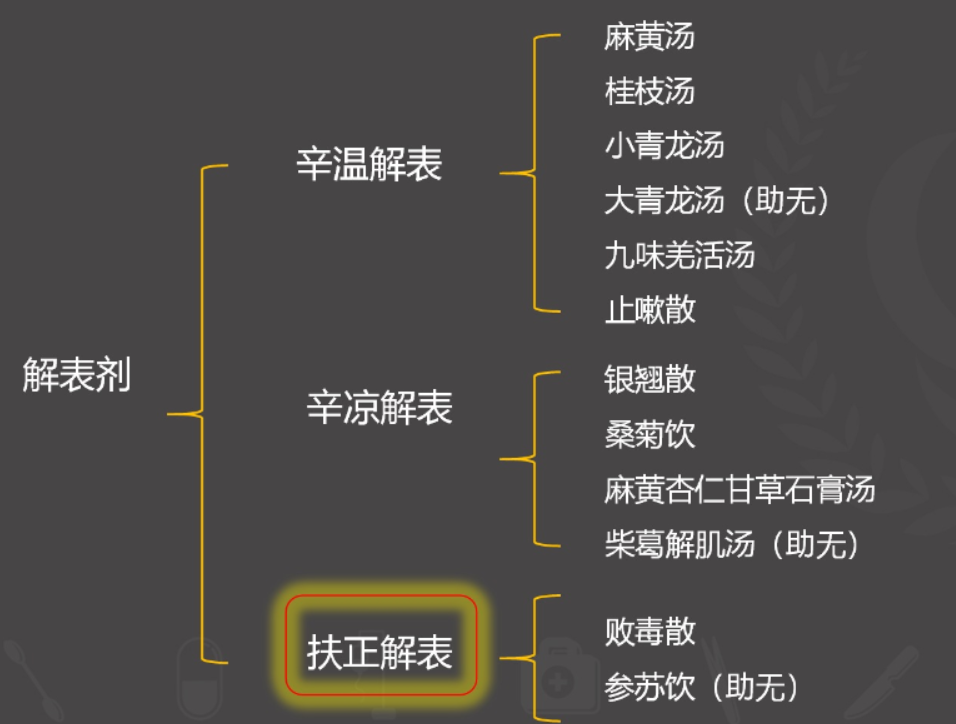 解表剂
辛温解表
麻黄汤
桂枝汤
小青龙汤
大青龙汤（助无）
九味羌活汤
止嗽散
辛凉解表
银翘散
桑菊饮
麻黄杏仁甘草石膏汤
柴葛解肌汤（助无）
扶正解表
败毒散
参苏饮（助无）